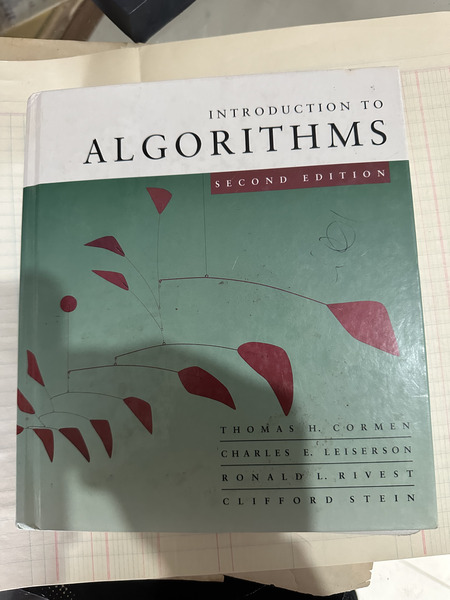 INTRODUCTION TO
ALGORITHMS
SECOND EDITION
THOMAS H. CORMEN
CHARLES E. LEISERSON
RONALD L. RIVEST
CLIFFORD STEIN